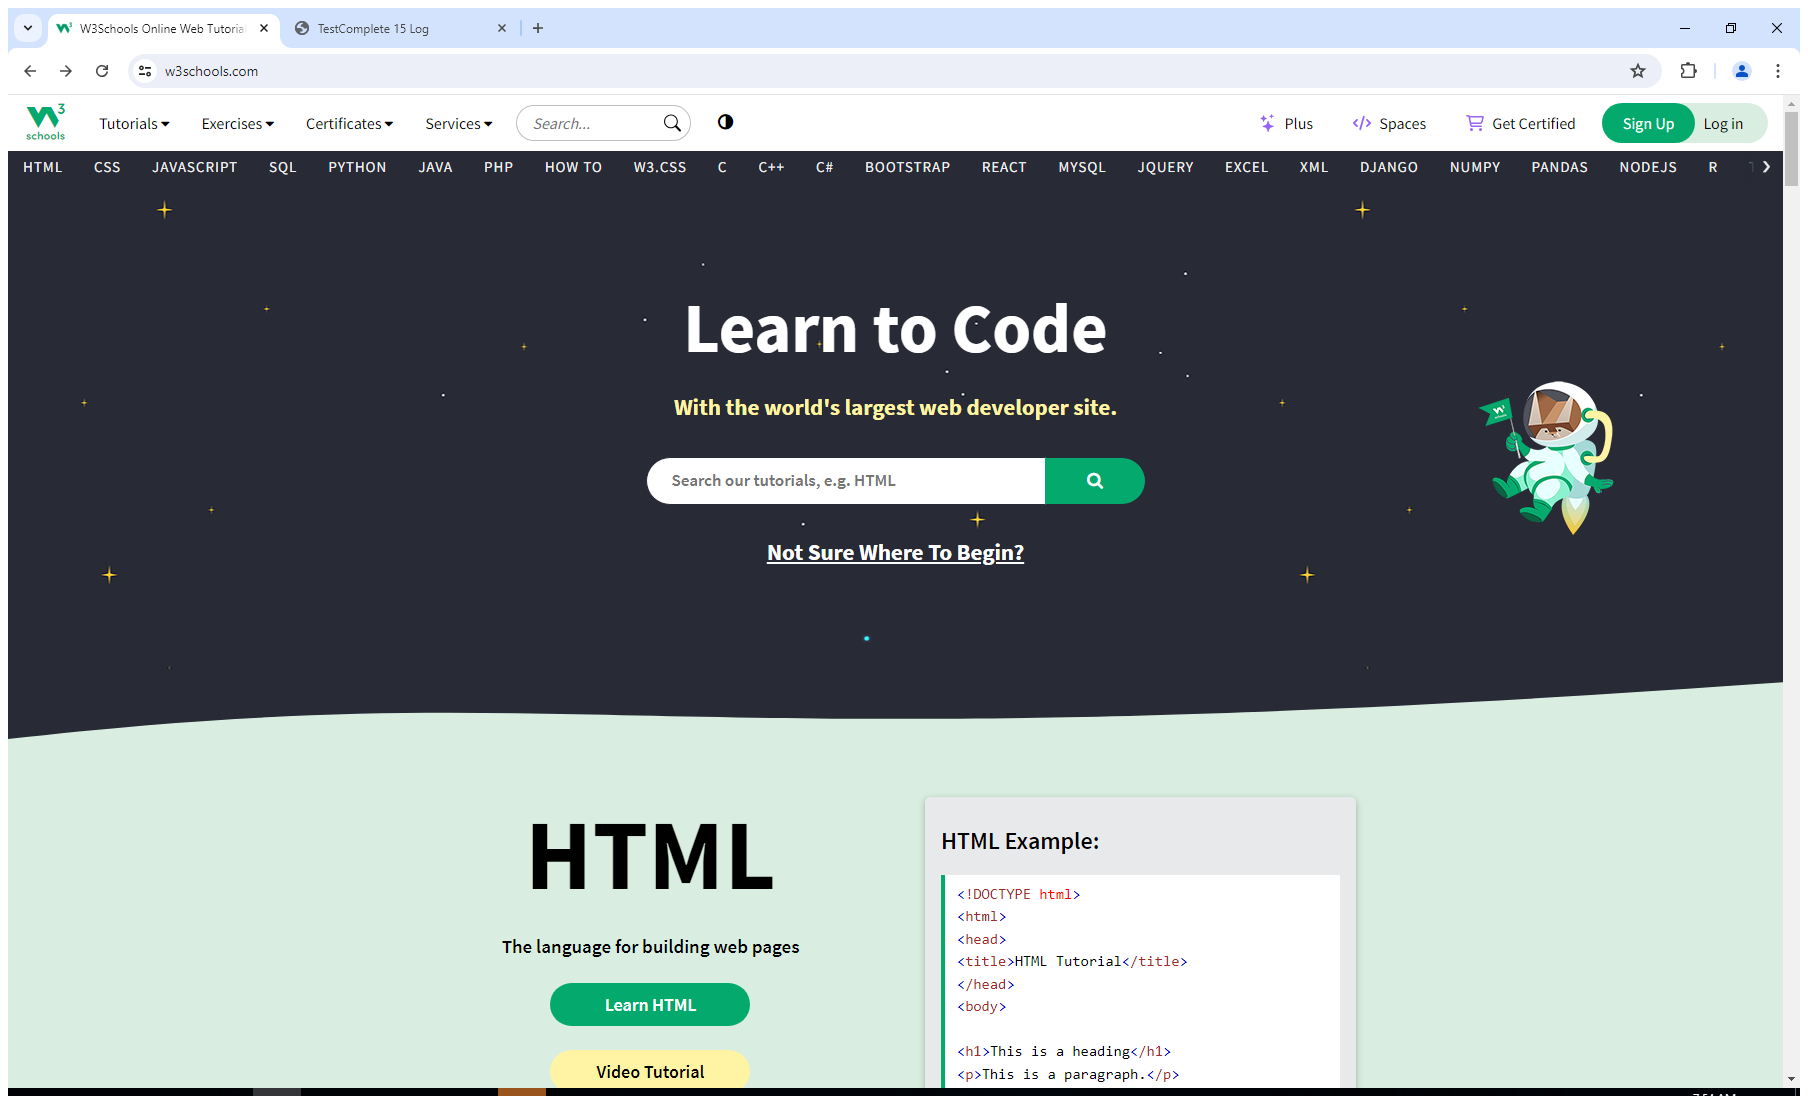 W3Schools Online Web Tutoria
TestComplete 15 Log
w3schools.com
W3 schools
Tutorials
Exercises
Certificates
Services
Search...
Plus
Spaces
Get Certified
Sign Up
Log in
HTML CSS JAVASCRIPT SQL PYTHON JAVA PHP HOW TO W3.CSS C C++ C# BOOTSTRAP REACT MYSQL JQUERY EXCEL XML DJANGO NUMPY PANDAS NODEJS R
Learn to Code
With the world's largest web developer site.
Search our tutorials, e.g. HTML
Not Sure Where To Begin?
HTML
The language for building web pages
Learn HTML
Video Tutorial
HTML Example:
<!DOCTYPE html>
<html>
<head>
<title>HTML Tutorial</title>
</head>
<body>
<h1>This is a heading</h1>
<p>This is a paragraph.</p>